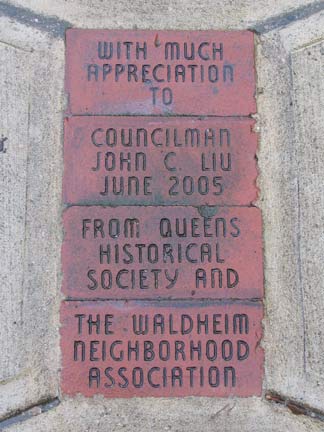 WITH MUCH
APPRECIATION
TO
COUNCILMAN
JOHN C. LIU
JUNE 2005
FROM QUEENS
HISTORICAL
SOCIETY AND
THE WALDHEIM
NEIGHBORHOOD
ASSOCIATION